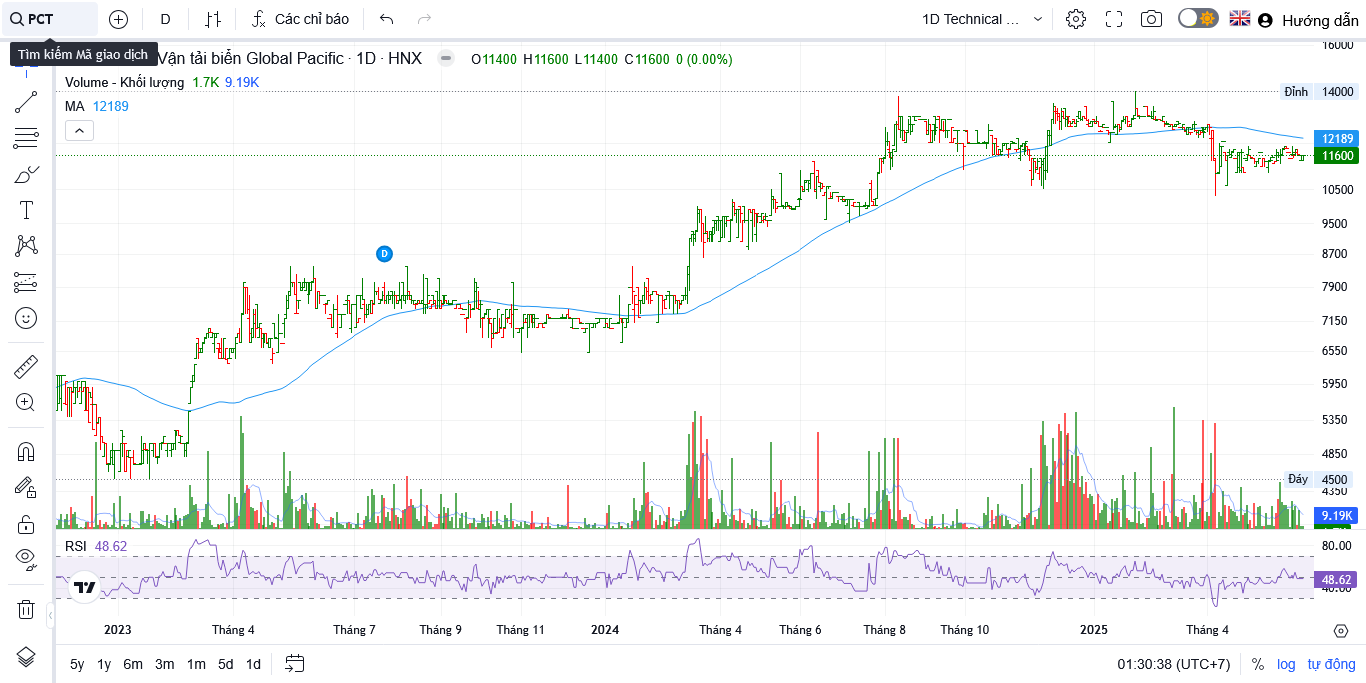 PCT
D
Các chỉ báo
1D Technical ...
Hướng dẫn
Tìm kiếm Mã giao dịch
Vận tải biển Global Pacific · 1D · HNX
O11400 H11600 L11400 C11600 0 (0.00%)
Volume - Khối lượng 1.7K 9.19K
MA 12189
16000
Đỉnh 14000
12189
11600
10500
9500
8700
D
7900
7150
6550
5950
5350
4850
Đáy 4500
4350
9.19K
RSI 48.62
80.00
48.62
40.00
2023 Tháng 4 Tháng 7 Tháng 9 Tháng 11 2024 Tháng 4 Tháng 6 Tháng 8 Tháng 10 2025 Tháng 4
5y 1y 6m 3m 1m 5d 1d
01:30:38 (UTC+7) % log tự động